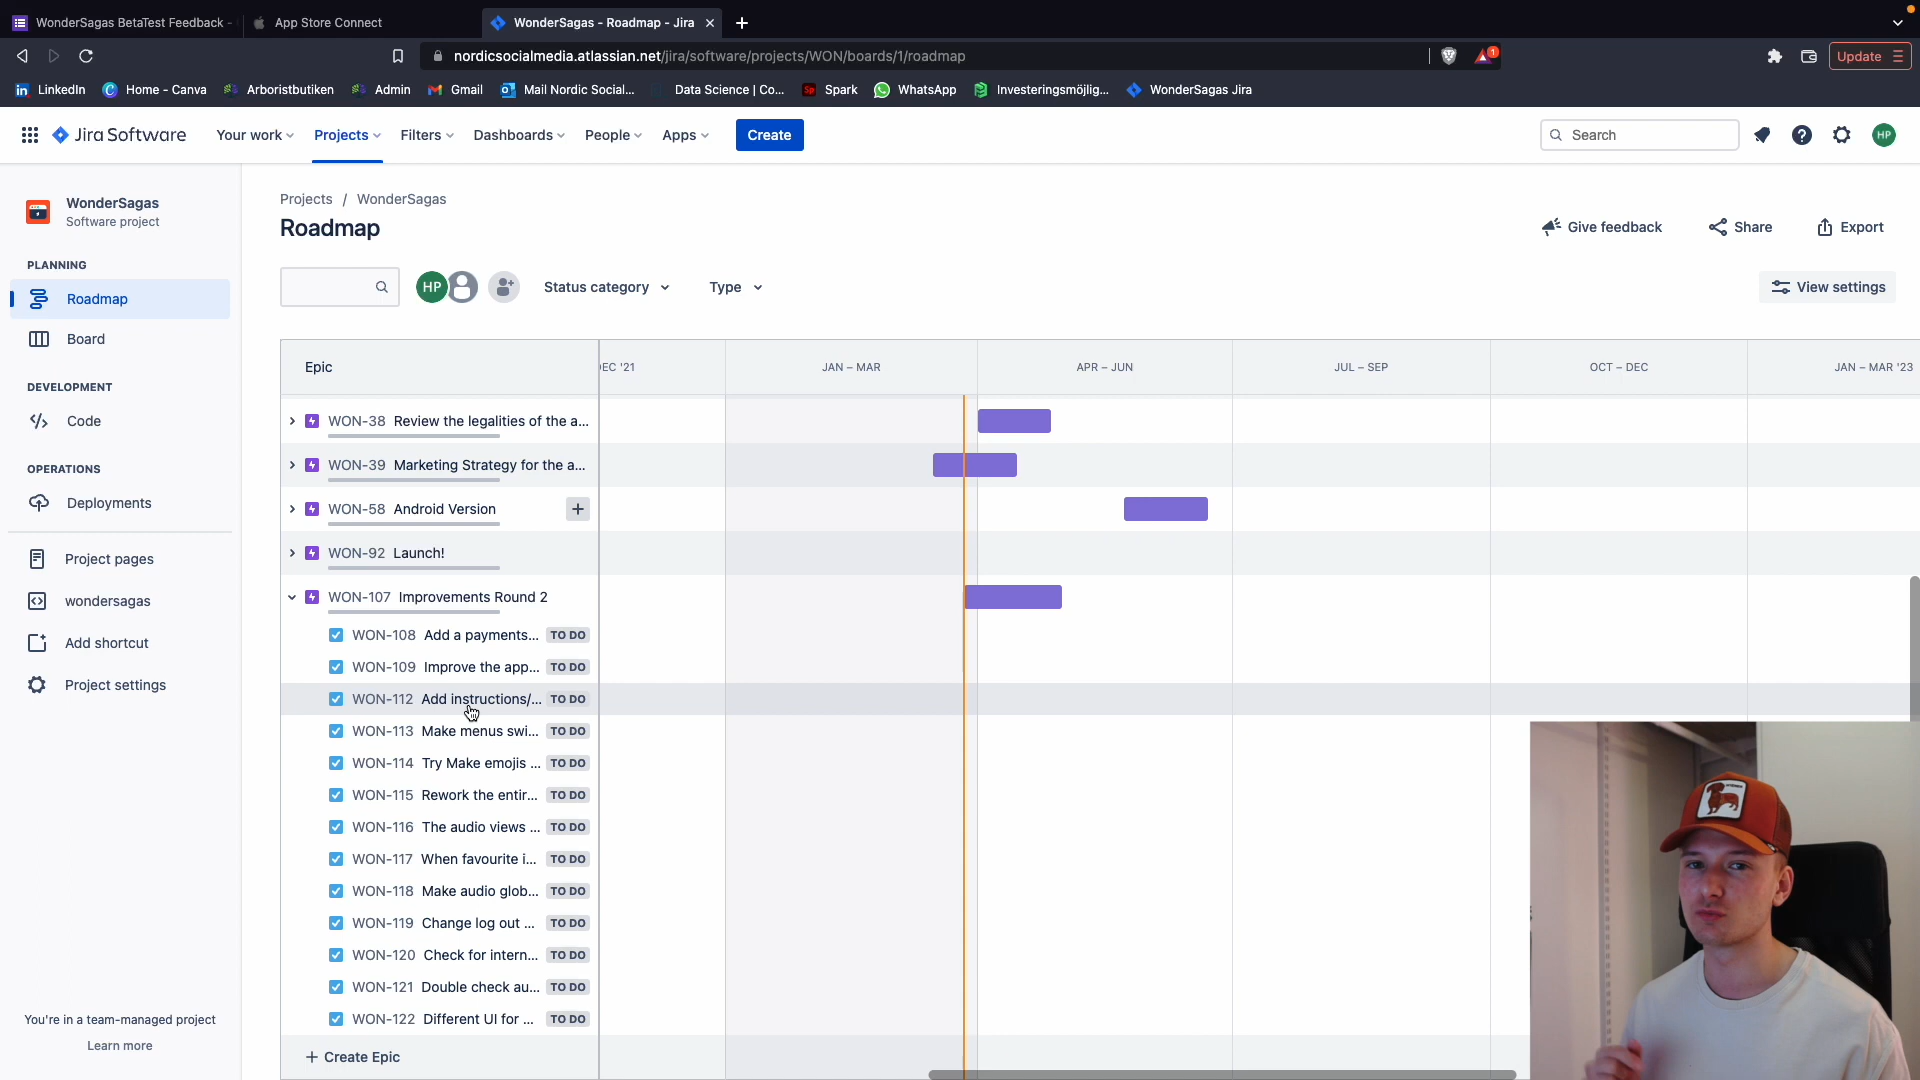 WonderSagas BetaTest Feedback -
App Store Connect
WonderSagas - Roadmap - Jira
nordicsocialmedia.atlassian.net/jira/software/projects/WON/boards/1/roadmap
1
Update
LinkedIn
Home - Canva
Arboristbutiken
Admin
Gmail
Mail Nordic Social...
Data Science | Co...
Spark
WhatsApp
Investeringsmöjlig...
WonderSagas Jira
Jira Software
Your work
Projects
Filters
Dashboards
People
Apps
Create
Search
HP
WonderSagas
Software project
PLANNING
Roadmap
Board
DEVELOPMENT
Code
OPERATIONS
Deployments
Project pages
wondersagas
Add shortcut
Project settings
You're in a team-managed project
Learn more
Projects / WonderSagas
Roadmap
Give feedback
Share
Export
HP
Status category
Type
View settings
Epic
EC '21
JAN – MAR
APR – JUN
JUL – SEP
OCT – DEC
JAN – MAR '23
WON-38 Review the legalities of the a...
WON-39 Marketing Strategy for the a...
WON-58 Android Version
WON-92 Launch!
WON-107 Improvements Round 2
WON-108 Add a payments... TO DO
WON-109 Improve the app... TO DO
WON-112 Add instructions/... TO DO
WON-113 Make menus swi... TO DO
WON-114 Try Make emojis ... TO DO
WON-115 Rework the entir... TO DO
WON-116 The audio views ... TO DO
WON-117 When favourite i... TO DO
WON-118 Make audio glob... TO DO
WON-119 Change log out ... TO DO
WON-120 Check for intern... TO DO
WON-121 Double check au... TO DO
WON-122 Different UI for ... TO DO
+ Create Epic